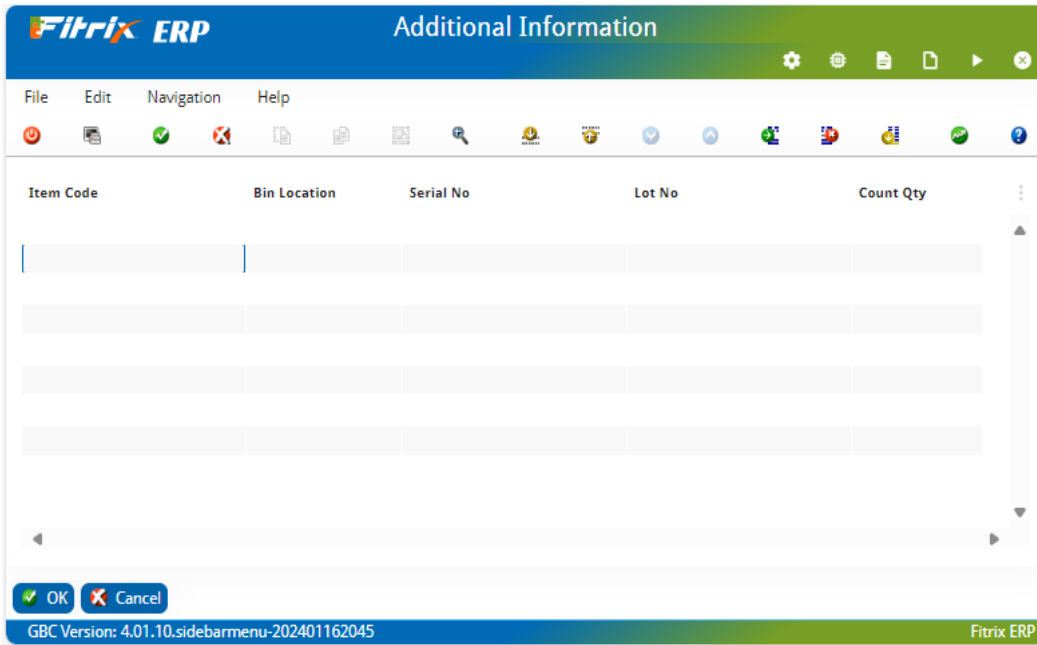 Fitrix ERP Additional Information
File Edit Navigation Help
Item Code Bin Location Serial No Lot No Count Qty
OK Cancel
GBC Version: 4.01.10.sidebarmenu-202401162045 Fitrix ERP